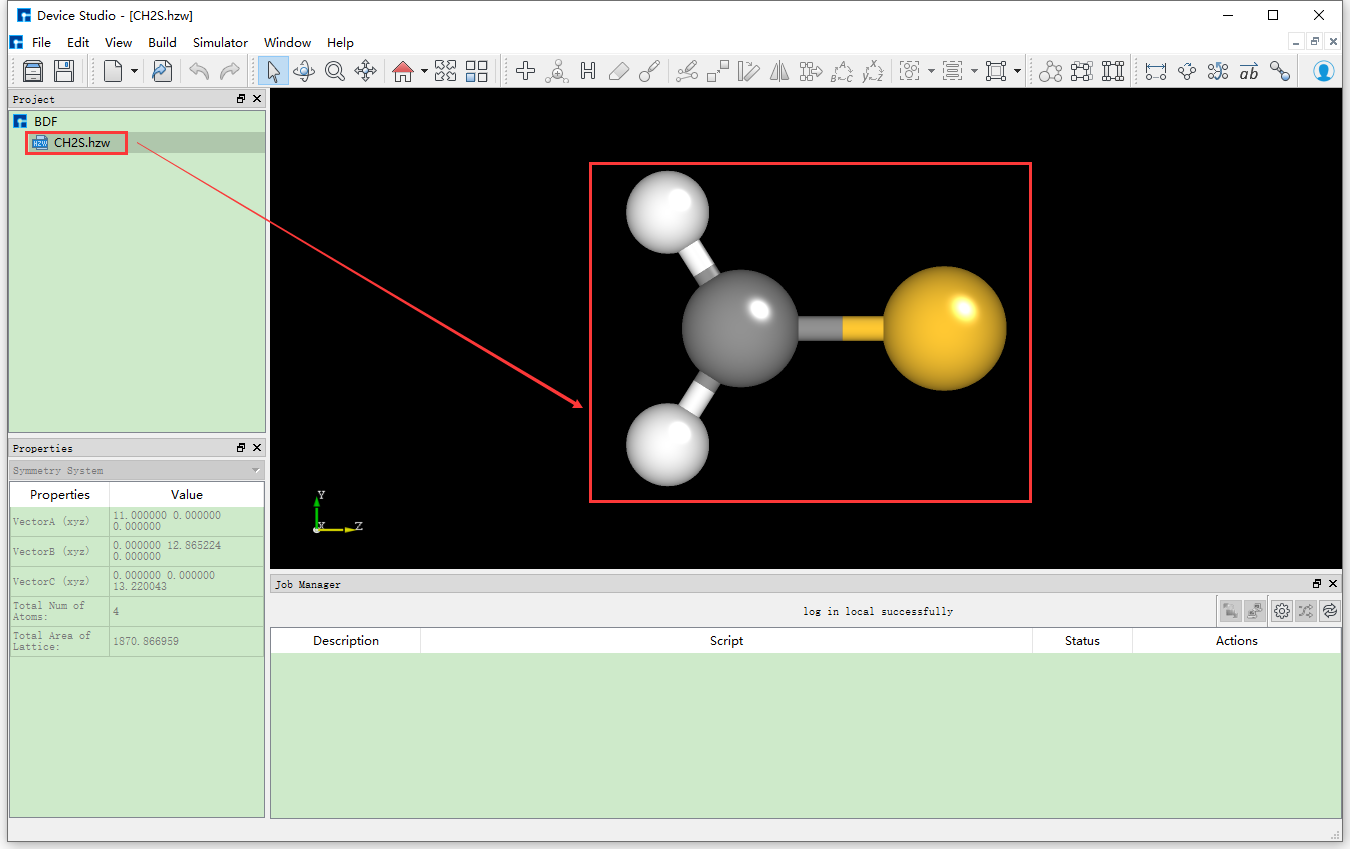 Device Studio - [CH2S.hzw]
File Edit View Build Simulator Window Help
Project
BDF
HZW CH2S.hzw
Properties
Symmetry System
Properties Value
VectorA (xyz) 11.000000 0.000000
0.000000
VectorB (xyz) 0.000000 12.865224
0.000000
VectorC (xyz) 0.000000 0.000000
13.220043
Total Num of
Atoms: 4
Total Area of
Lattice: 1870.866959
Y
X Z
Job Manager
log in local successfully
Description Script Status Actions